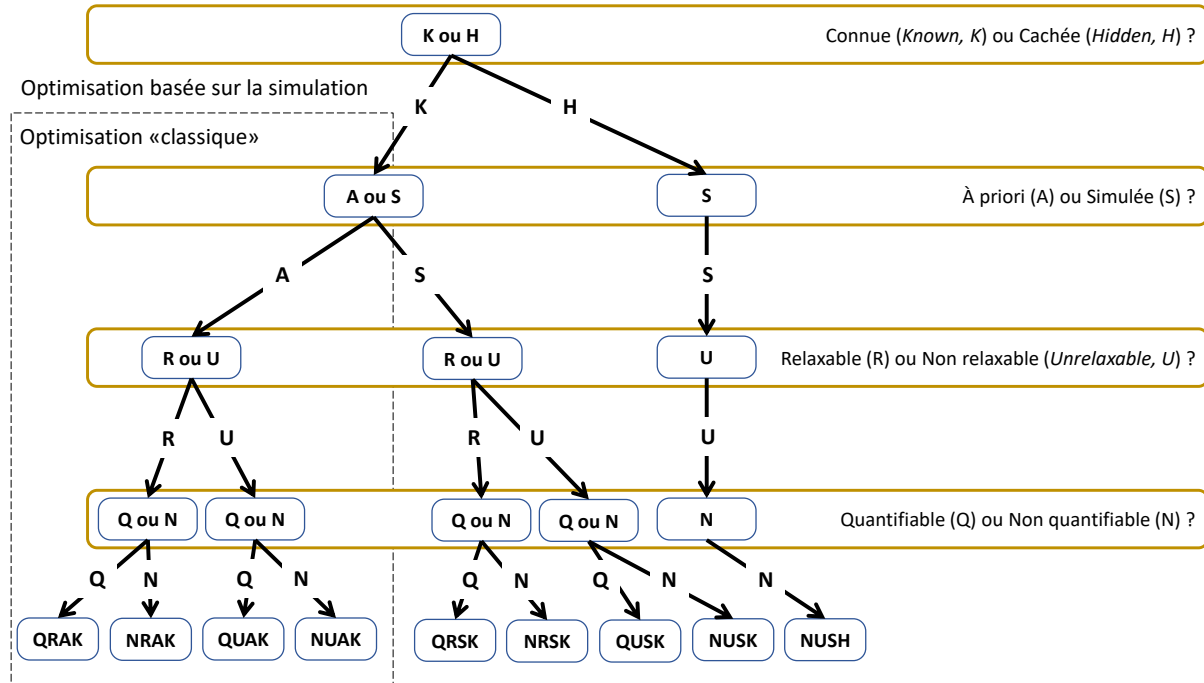 K ou H
Connue (Known, K) ou Cachée (Hidden, H) ?
Optimisation basée sur la simulation
K
H
Optimisation «classique»
A ou S
S
À priori (A) ou Simulée (S) ?
A
S
S
R ou U
R ou U
U
Relaxable (R) ou Non relaxable (Unrelaxable, U) ?
R
U
R
U
U
Q ou N
Q ou N
Q ou N
Q ou N
N
Quantifiable (Q) ou Non quantifiable (N) ?
Q
N
Q
N
Q
N
Q
N
N
QRAK
NRAK
QUAK
NUAK
QRSK
NRSK
QUSK
NUSK
NUSH